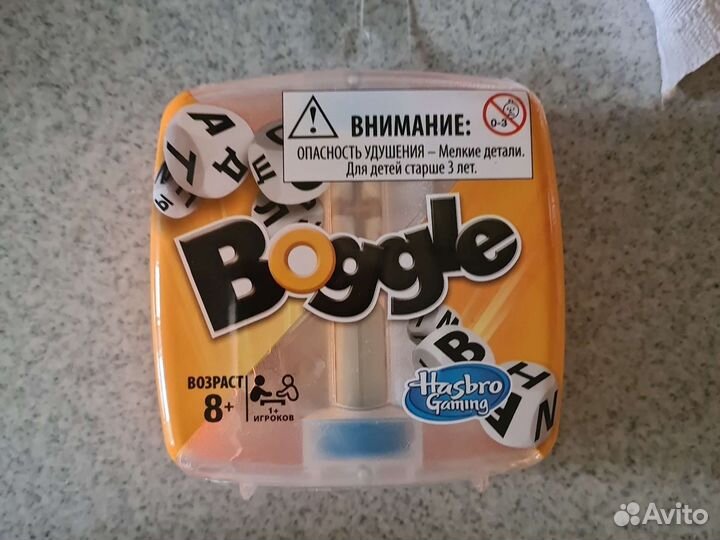 ВНИМАНИЕ:
0-3
ОПАСНОСТЬ УДУШЕНИЯ – Мелкие детали.
Для детей старше 3 лет.
А
Т
Д
Щ
Boggle
ВОЗРАСТ
8+
1+
ИГРОКОВ
В
Н
Hasbro
Gaming
Avito